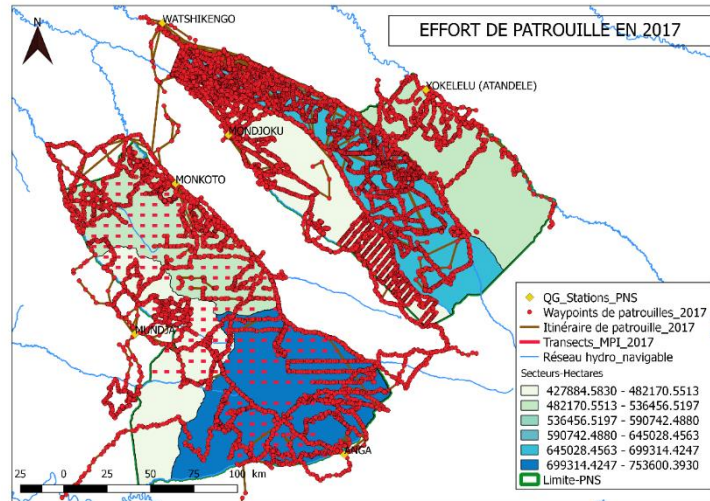 EFFORT DE PATROUILLE EN 2017
WATSHIKENGO
YOKELELU (ATANDELE)
MONDJOKU
MONKOTO
MUNDJA
ANGA
QG_Stations_PNS
Waypoints de patrouilles_2017
Itinéraire de patrouille_2017
Transects_MPI_2017
Réseau hydro_navigable
Secteurs-Hectares
427884.5830 - 482170.5513
482170.5513 - 536456.5197
536456.5197 - 590742.4880
590742.4880 - 645028.4563
645028.4563 - 699314.4247
699314.4247 - 753600.3930
Limite-PNS
25 0 25 50 75 100 km